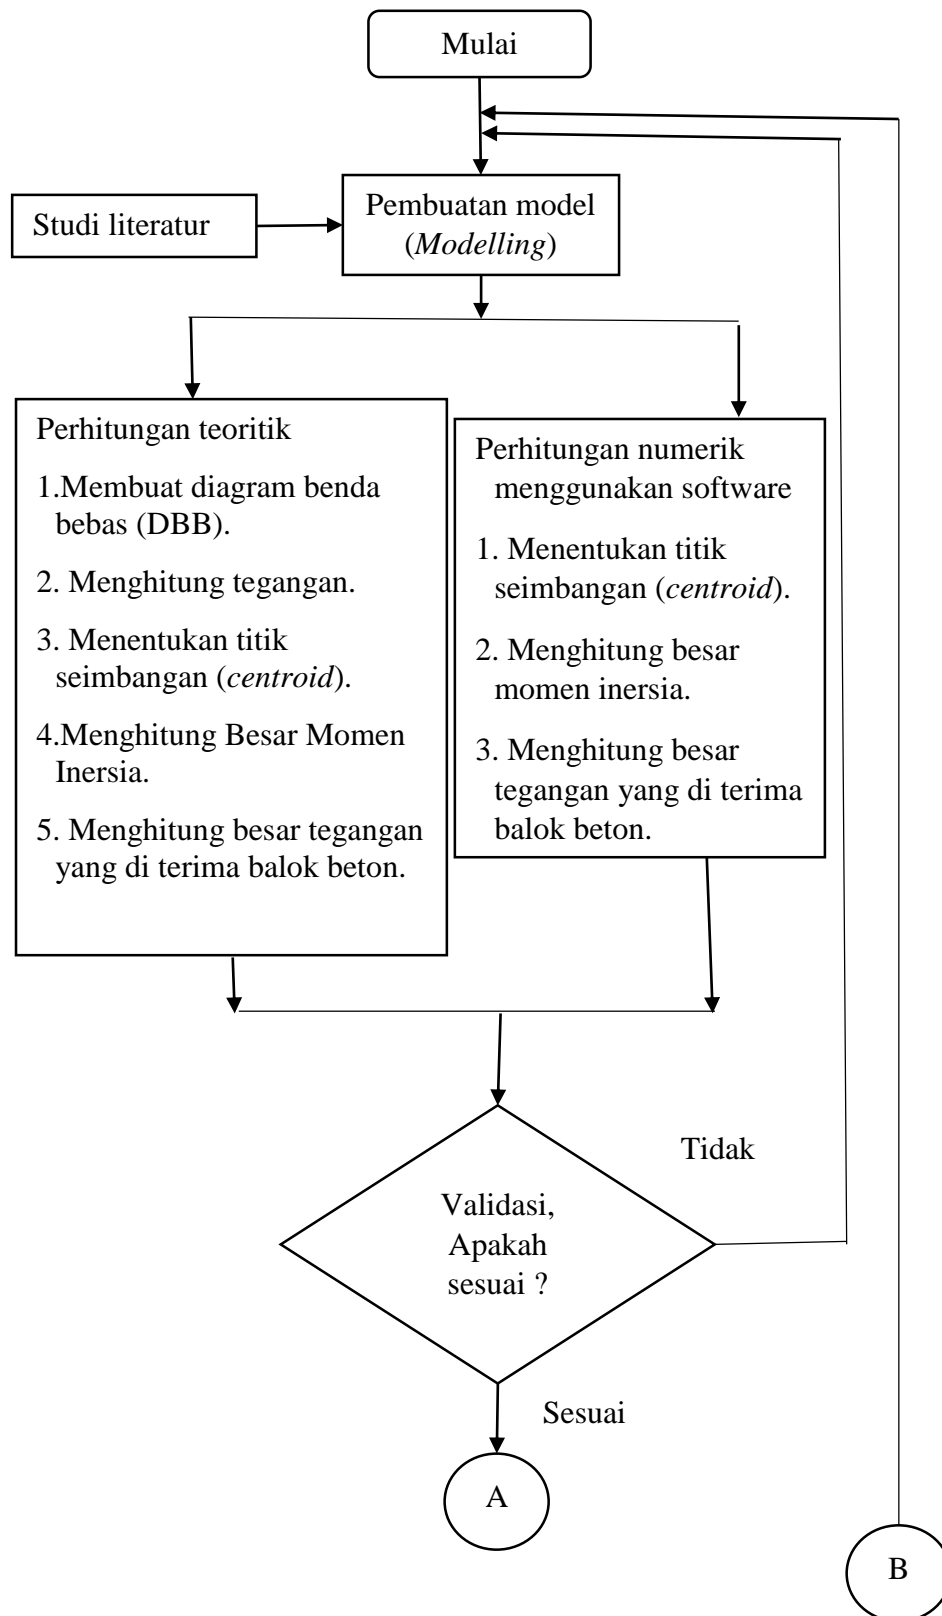 Mulai
Studi literatur
Pembuatan model
(Modelling)
Perhitungan teoritik
1.Membuat diagram benda
bebas (DBB).
2. Menghitung tegangan.
3. Menentukan titik
seimbangan (centroid).
4.Menghitung Besar Momen
Inersia.
5. Menghitung besar tegangan
yang di terima balok beton.
Perhitungan numerik
menggunakan software
1. Menentukan titik
seimbangan (centroid).
2. Menghitung besar
momen inersia.
3. Menghitung besar
tegangan yang di terima
balok beton.
Tidak
Validasi,
Apakah
sesuai ?
Sesuai
A
B